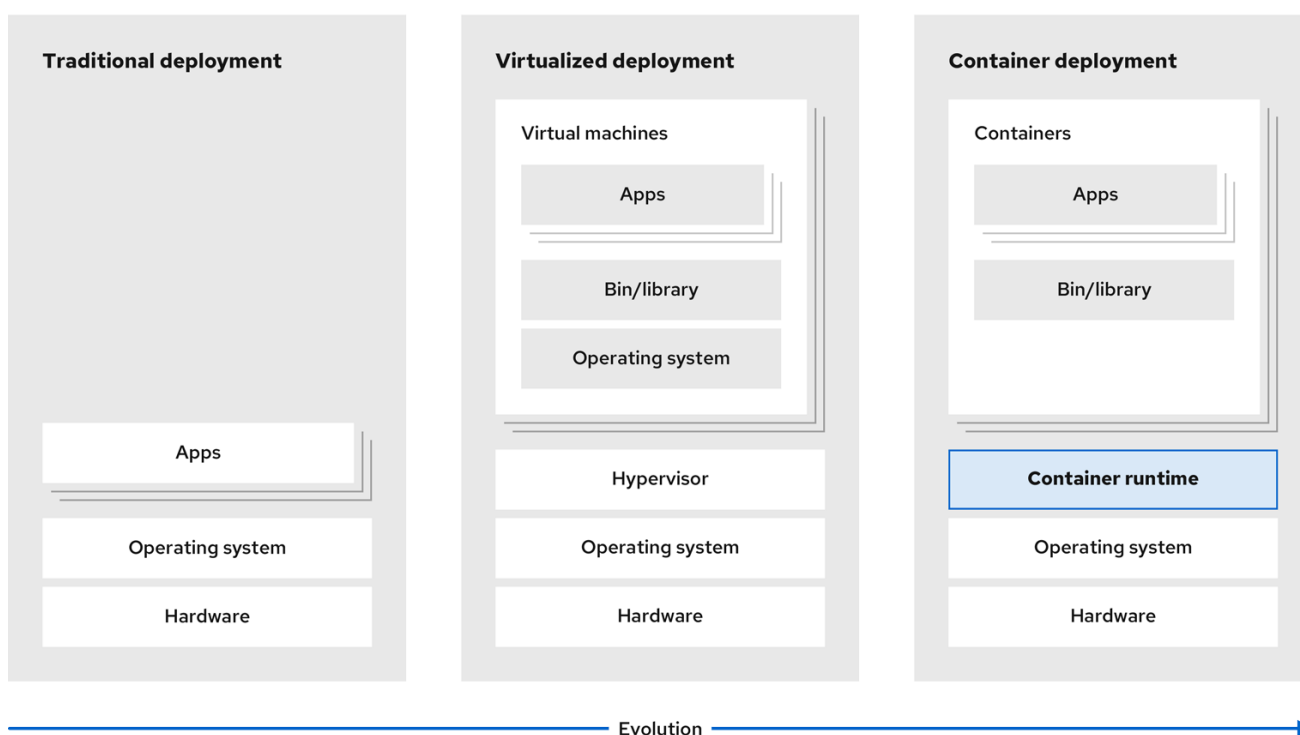 Traditional deployment
Apps
Operating system
Hardware
Virtualized deployment
Virtual machines
Apps
Bin/library
Operating system
Hypervisor
Operating system
Hardware
Container deployment
Containers
Apps
Bin/library
Container runtime
Operating system
Hardware
Evolution